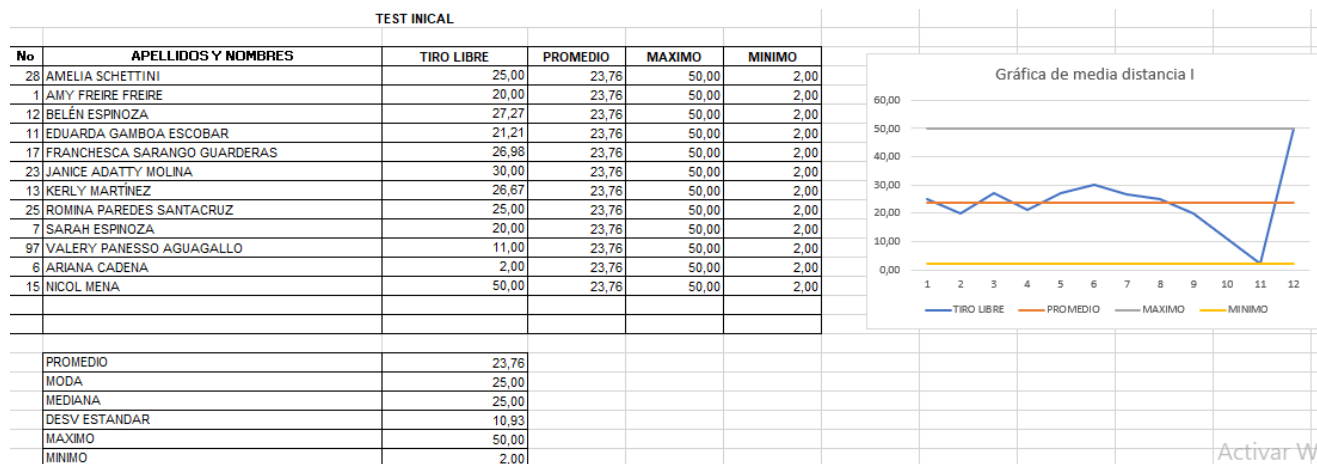 TEST INICAL
No APELLIDOS Y NOMBRES TIRO LIBRE PROMEDIO MAXIMO MINIMO
28 AMELIA SCHETTINI 25,00 23,76 50,00 2,00
1 AMY FREIRE FREIRE 20,00 23,76 50,00 2,00
12 BELÉN ESPINOZA 27,27 23,76 50,00 2,00
11 EDUARDA GAMBOA ESCOBAR 21,21 23,76 50,00 2,00
17 FRANCHESCA SARANGO GUARDERAS 26,98 23,76 50,00 2,00
23 JANICE ADATTY MOLINA 30,00 23,76 50,00 2,00
13 KERLY MARTÍNEZ 26,67 23,76 50,00 2,00
25 ROMINA PAREDES SANTACRUZ 25,00 23,76 50,00 2,00
7 SARAH ESPINOZA 20,00 23,76 50,00 2,00
97 VALERY PANESSO AGUAGALLO 11,00 23,76 50,00 2,00
6 ARIANA CADENA 2,00 23,76 50,00 2,00
15 NICOL MENA 50,00 23,76 50,00 2,00
PROMEDIO 23,76
MODA 25,00
MEDIANA 25,00
DESV ESTANDAR 10,93
MAXIMO 50,00
MINIMO 2,00
Gráfica de media distancia I
60,00
50,00
40,00
30,00
20,00
10,00
0,00
1 2 3 4 5 6 7 8 9 10 11 12
TIRO LIBRE PROMEDIO MAXIMO MINIMO
Activar W